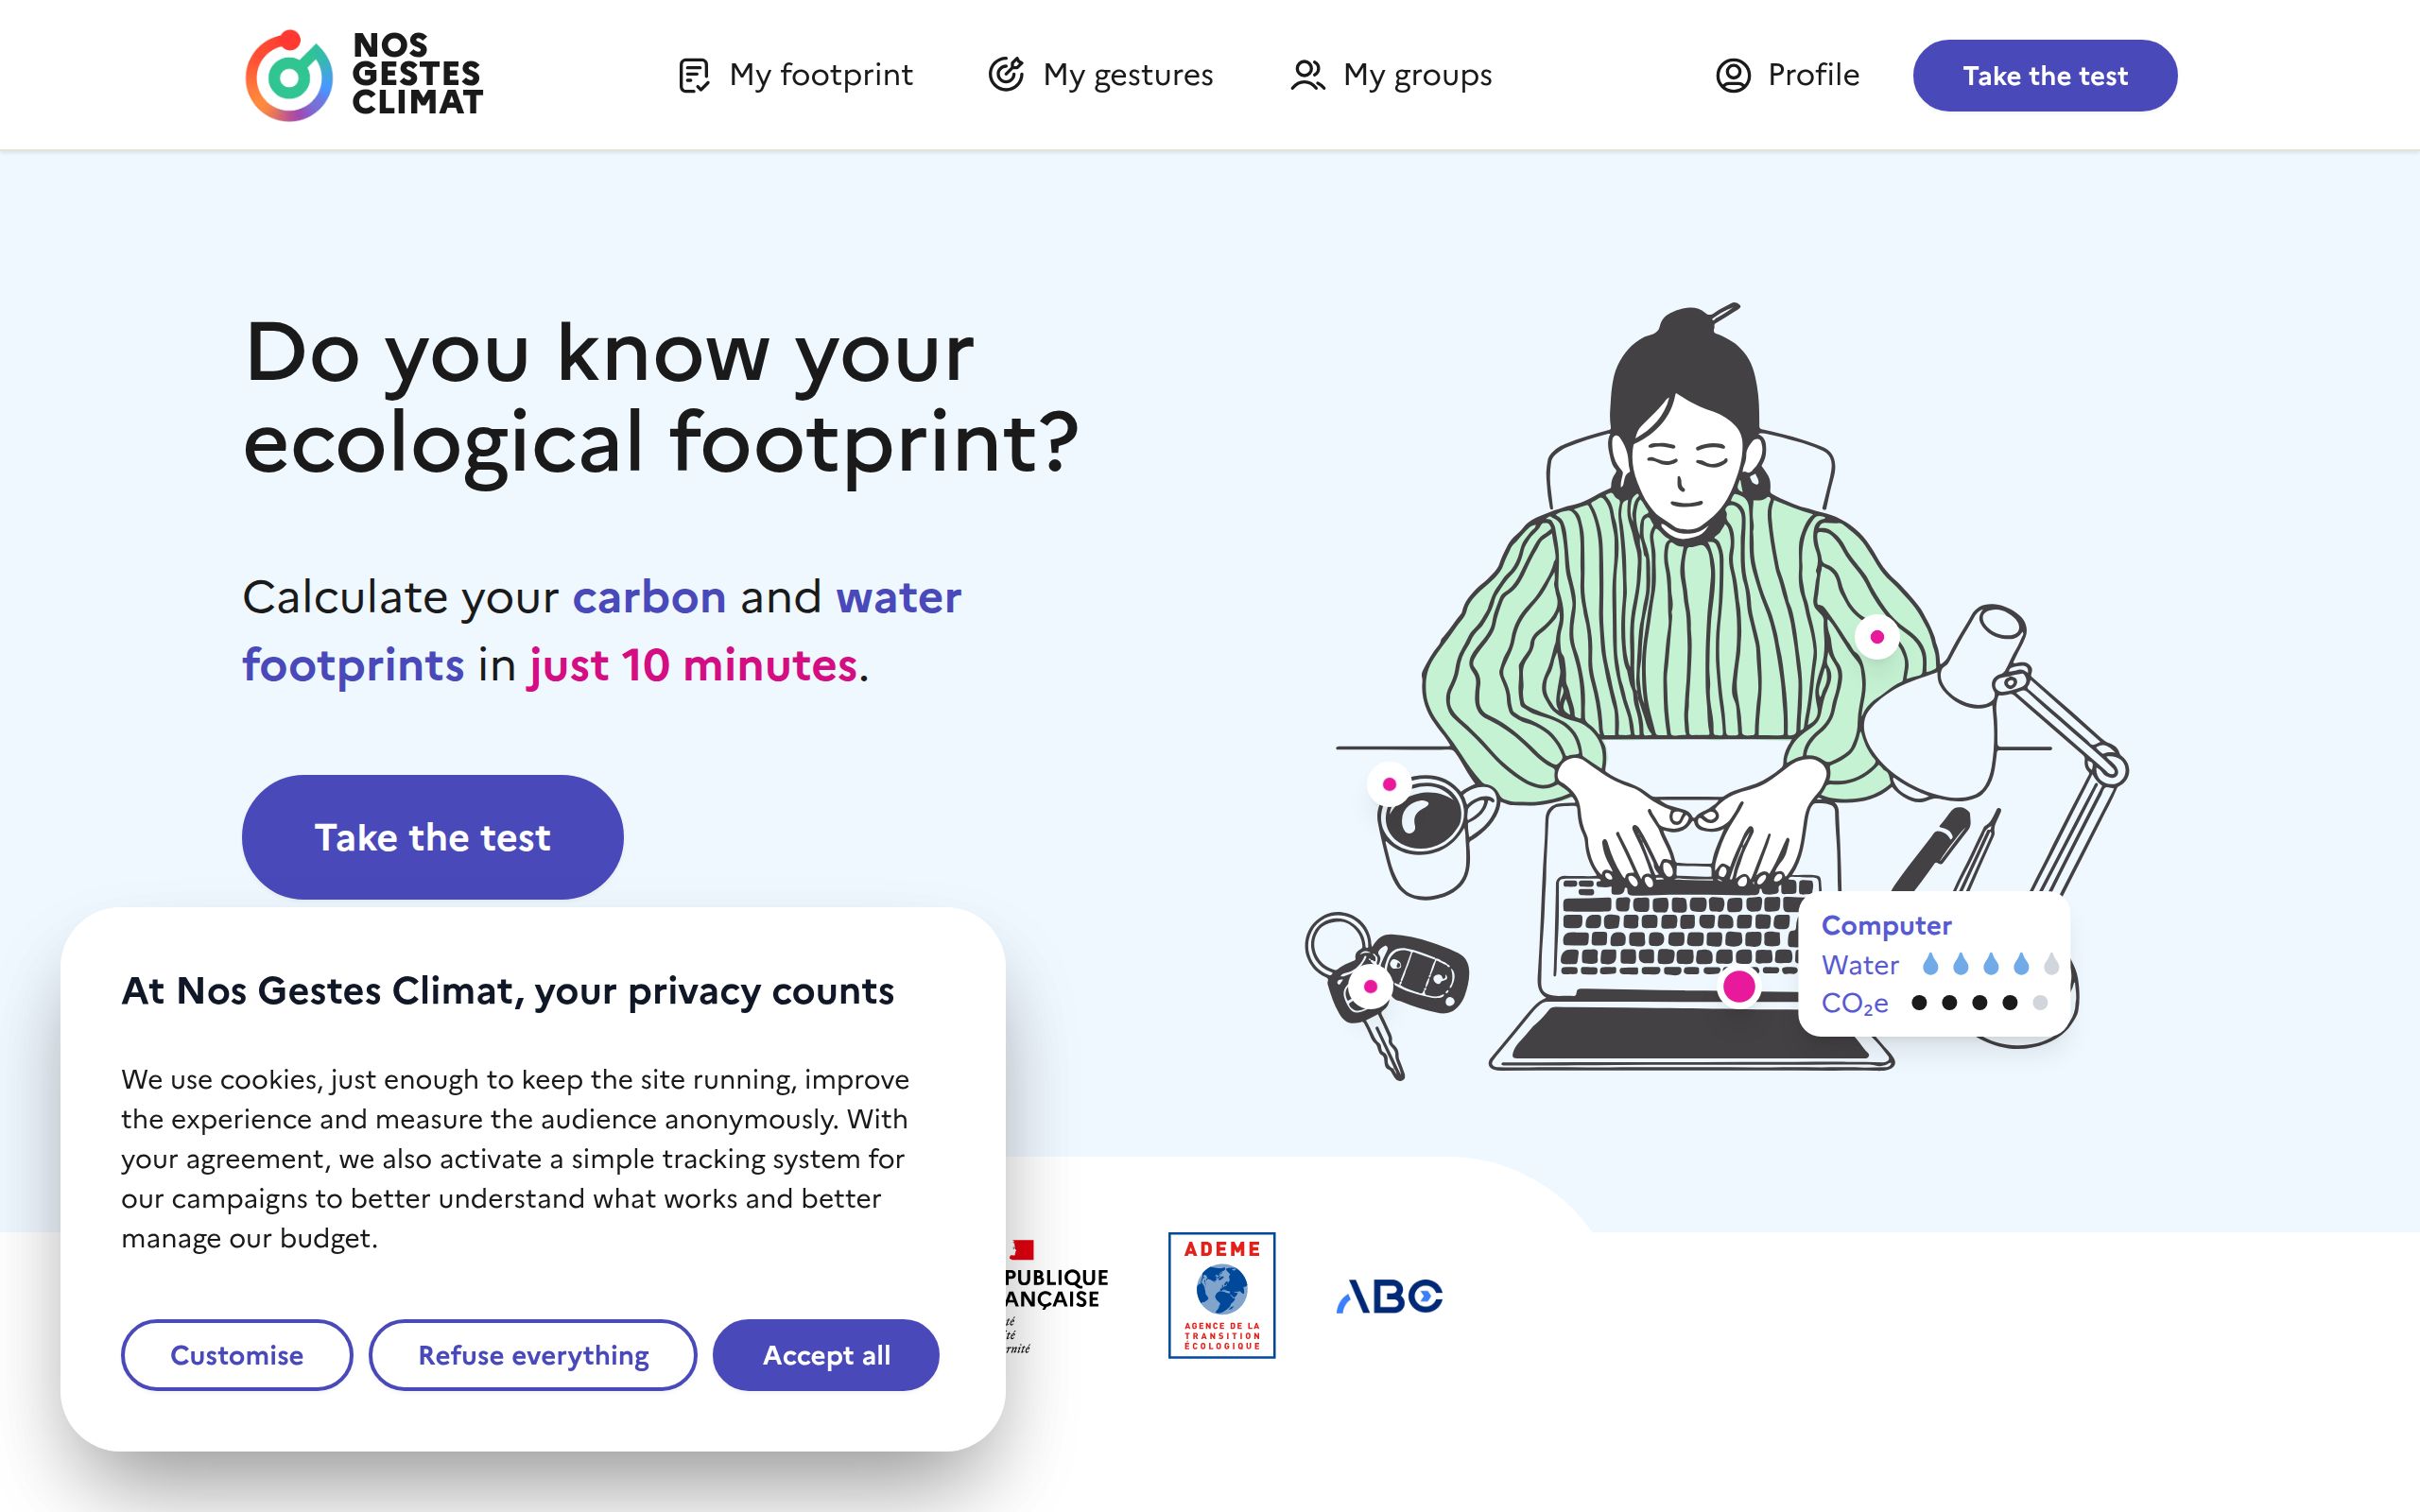 NOS
GESTES
CLIMAT
My footprint
My gestures
My groups
Profile
Take the test
Do you know your
ecological footprint?
Calculate your carbon and water
footprints in just 10 minutes.
Take the test
Computer
Water
CO₂e
At Nos Gestes Climat, your privacy counts
We use cookies, just enough to keep the site running, improve
the experience and measure the audience anonymously. With
your agreement, we also activate a simple tracking system for
our campaigns to better understand what works and better
manage our budget.
Customise
Refuse everything
Accept all
PUBLIQUE
ANÇAISE
té
ité
rnité
ADEME
AGENCE DE LA
TRANSITION
ÉCOLOGIQUE
ABC